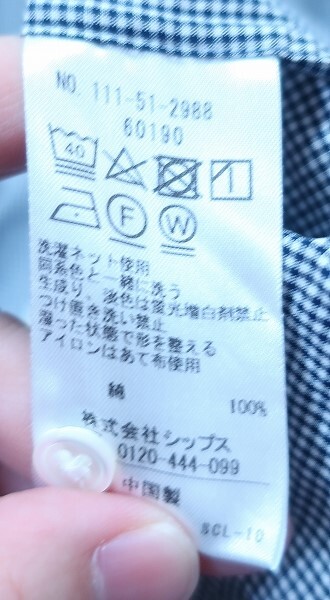 NO. 111-51-2988
60190
40
F W
洗濯ネット使用
同系色と一緒に洗う
生成り、淡色は蛍光増白剤禁止
つけ置き洗い禁止
湿った状態で形を整える
アイロンはあて布使用
綿 100%
株式会社シップス
0120-444-099
中国製
SCL-10